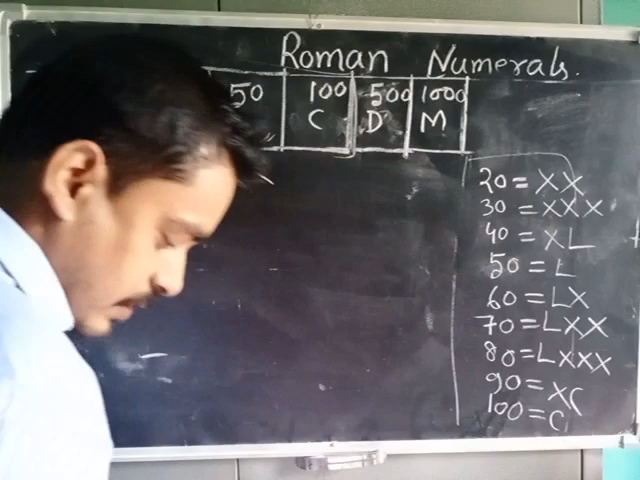 Roman Numerals.
50 100 500 1000
C D M
20 = XX
30 = XXX
40 = XL
50 = L
60 = LX
70 = LXX
80 = LXXX
90 = XC
100 = C